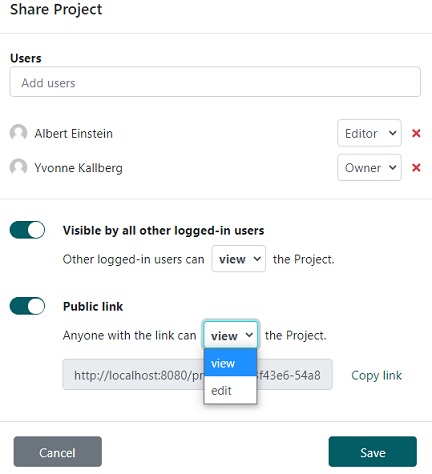 Share Project
Users
Add users
Albert Einstein Editor
Yvonne Kallberg Owner
Visible by all other logged-in users
Other logged-in users can view the Project.
Public link
Anyone with the link can view the Project.
view
http://localhost:8080/pr f43e6-54a8 Copy link
edit
Cancel Save